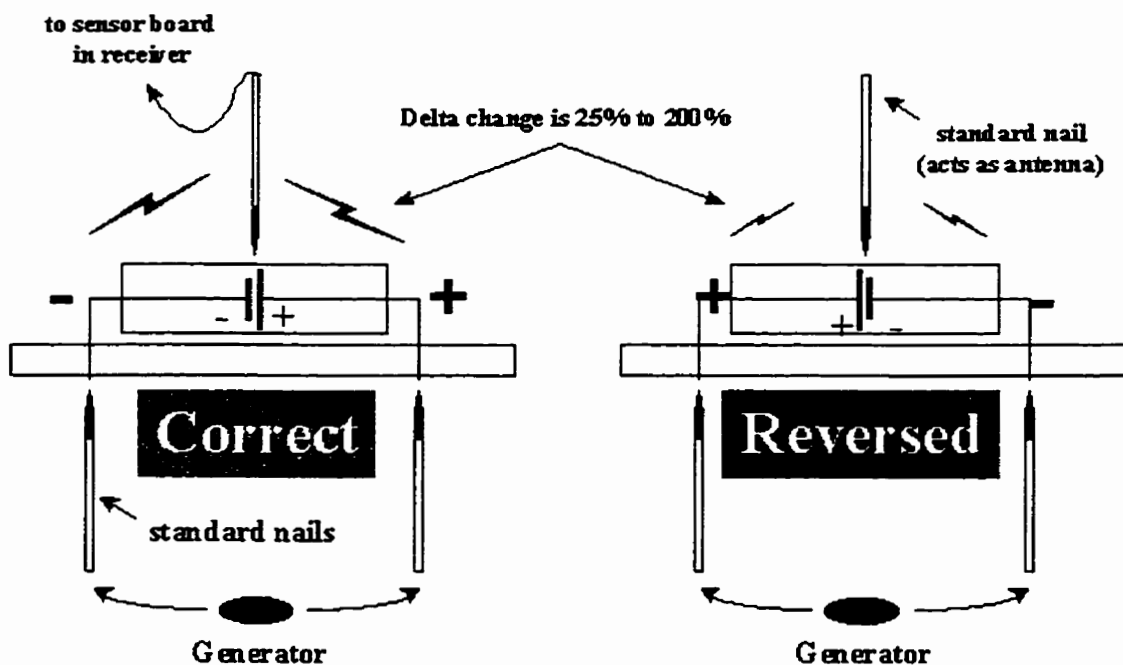 to sensor board
in receiver
Delta change is 25% to 200%
standard nail
(acts as antenna)
- +
+ -
- +
+ -
Correct
Reversed
standard nails
Generator
Generator